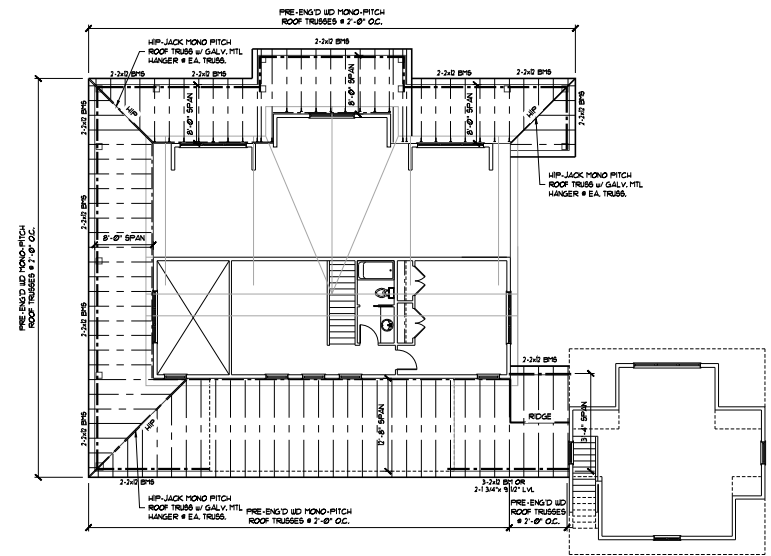 PRE-ENG'D WD MONO-PITCH
ROOF TRUSSES @ 2'-0" O.C.
HIP-JACK MONO PITCH
ROOF TRUSS w/ GALV. MTL
HANGER @ EA. TRUSS.
2-2x12 BMS
2-2x12 BMS
2-2x12 BMS
2-2x12 BMS
2-2x12 BMS
2-2x12 BMS
HIP
8'-0" SPAN
8'-0" SPAN
HIP
2-2x12 BMS
HIP-JACK MONO PITCH
ROOF TRUSS w/ GALV. MTL
HANGER @ EA. TRUSS.
2-2x12 BMS
8'-0" SPAN
PRE-ENG'D WD MONO-PITCH
ROOF TRUSSES @ 2'-0" O.C.
2-2x12 BMS
2-2x12 BMS
2-2x12 BMS
RIDGE
HIP
12'-8" SPAN
SPAN
2-2x12 BMS
3-2x12 BM OR
2-1 3/4"x 9 1/2" LVL
HIP-JACK MONO PITCH
ROOF TRUSS w/ GALV. MTL
HANGER @ EA. TRUSS.
PRE-ENG'D WD MONO-PITCH
ROOF TRUSSES @ 2'-0" O.C.
PRE-ENG'D WD
ROOF TRUSSES
@ 2'-0" O.C.